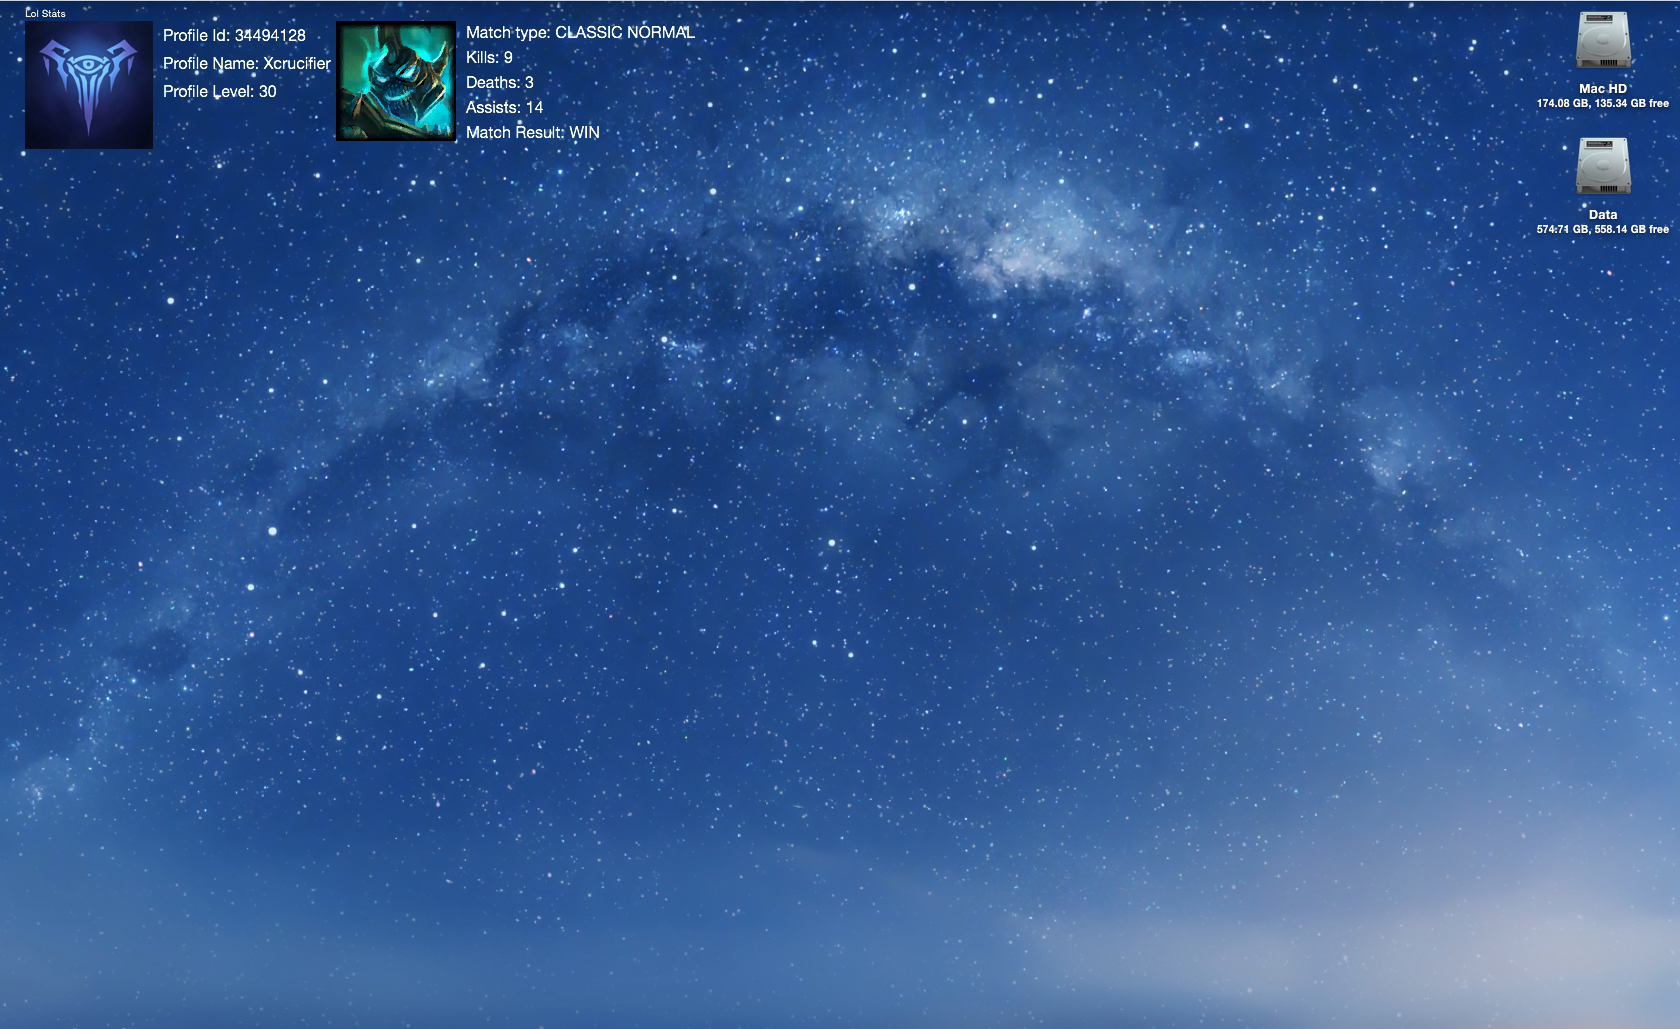 Lol Stats
Profile Id: 34494128
Profile Name: Xcrucifier
Profile Level: 30
Match type: CLASSIC NORMAL
Kills: 9
Deaths: 3
Assists: 14
Match Result: WIN
Mac HD
174.08 GB, 135.34 GB free
Data
574.71 GB, 558.14 GB free